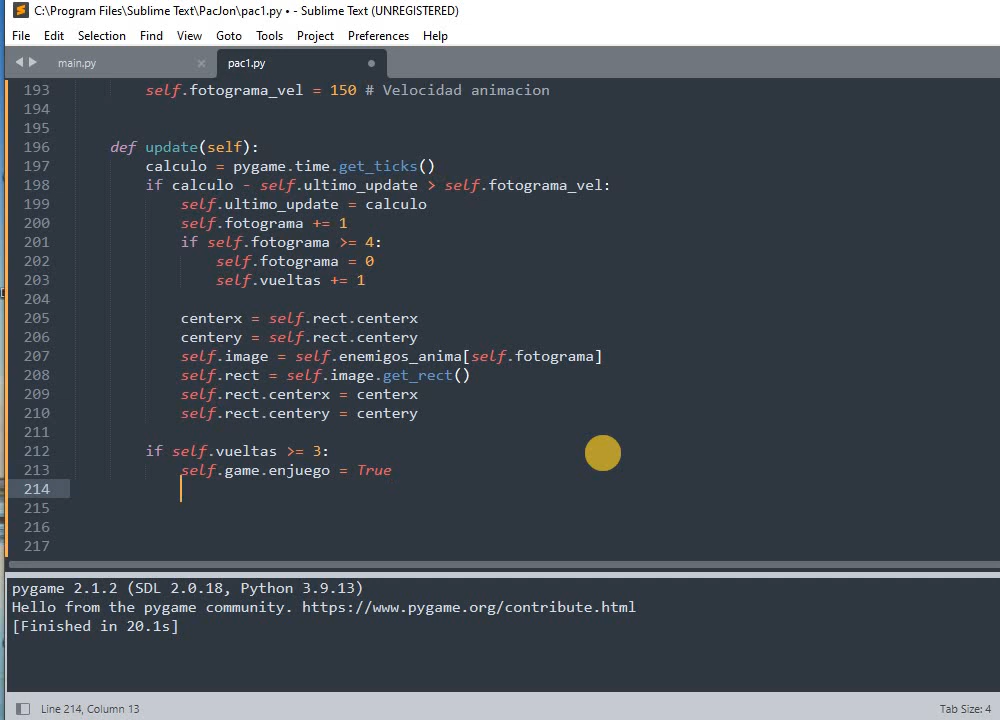 C:\Program Files\Sublime Text\PacJon\pac1.py • - Sublime Text (UNREGISTERED)
File Edit Selection Find View Goto Tools Project Preferences Help
main.py × pac1.py
193 self.fotograma_vel = 150 # Velocidad animacion
194
195
196 def update(self):
197 calculo = pygame.time.get_ticks()
198 if calculo - self.ultimo_update > self.fotograma_vel:
199 self.ultimo_update = calculo
200 self.fotograma += 1
201 if self.fotograma >= 4:
202 self.fotograma = 0
203 self.vueltas += 1
204
205 centerx = self.rect.centerx
206 centery = self.rect.centery
207 self.image = self.enemigos_anima[self.fotograma]
208 self.rect = self.image.get_rect()
209 self.rect.centerx = centerx
210 self.rect.centery = centery
211
212 if self.vueltas >= 3:
213 self.game.enjuego = True
214
215
216
217
pygame 2.1.2 (SDL 2.0.18, Python 3.9.13)
Hello from the pygame community. https://www.pygame.org/contribute.html
[Finished in 20.1s]
Line 214, Column 13 Tab Size: 4